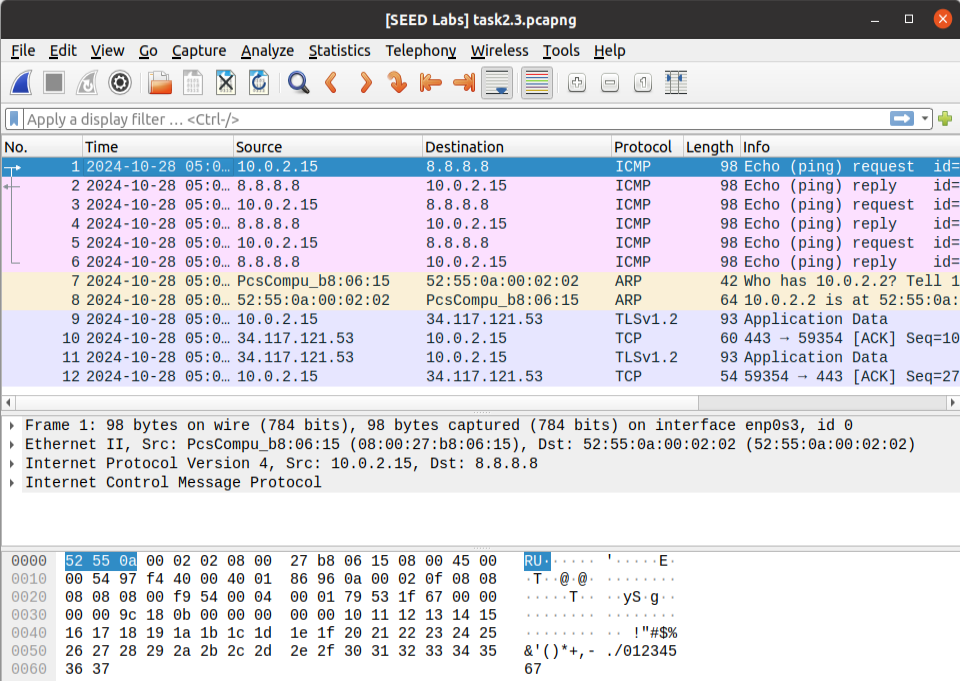 [SEED Labs] task2.3.pcapng
File Edit View Go Capture Analyze Statistics Telephony Wireless Tools Help
Apply a display filter … <Ctrl-/>
No. Time Source Destination Protocol Length Info
1 2024-10-28 05:0… 10.0.2.15 8.8.8.8 ICMP 98 Echo (ping) request id=
2 2024-10-28 05:0… 8.8.8.8 10.0.2.15 ICMP 98 Echo (ping) reply id=
3 2024-10-28 05:0… 10.0.2.15 8.8.8.8 ICMP 98 Echo (ping) request id=
4 2024-10-28 05:0… 8.8.8.8 10.0.2.15 ICMP 98 Echo (ping) reply id=
5 2024-10-28 05:0… 10.0.2.15 8.8.8.8 ICMP 98 Echo (ping) request id=
6 2024-10-28 05:0… 8.8.8.8 10.0.2.15 ICMP 98 Echo (ping) reply id=
7 2024-10-28 05:0… PcsCompu_b8:06:15 52:55:0a:00:02:02 ARP 42 Who has 10.0.2.2? Tell 1
8 2024-10-28 05:0… 52:55:0a:00:02:02 PcsCompu_b8:06:15 ARP 64 10.0.2.2 is at 52:55:0a:
9 2024-10-28 05:0… 10.0.2.15 34.117.121.53 TLSv1.2 93 Application Data
10 2024-10-28 05:0… 34.117.121.53 10.0.2.15 TCP 60 443 → 59354 [ACK] Seq=10
11 2024-10-28 05:0… 34.117.121.53 10.0.2.15 TLSv1.2 93 Application Data
12 2024-10-28 05:0… 10.0.2.15 34.117.121.53 TCP 54 59354 → 443 [ACK] Seq=27
Frame 1: 98 bytes on wire (784 bits), 98 bytes captured (784 bits) on interface enp0s3, id 0
Ethernet II, Src: PcsCompu_b8:06:15 (08:00:27:b8:06:15), Dst: 52:55:0a:00:02:02 (52:55:0a:00:02:02)
Internet Protocol Version 4, Src: 10.0.2.15, Dst: 8.8.8.8
Internet Control Message Protocol
0000 52 55 0a 00 02 02 08 00 27 b8 06 15 08 00 45 00 RU······ '·····E·
0010 00 54 97 f4 40 00 40 01 86 96 0a 00 02 0f 08 08 ·T··@·@· ········
0020 08 08 08 00 f9 54 00 04 00 01 79 53 1f 67 00 00 ·····T·· ··yS·g··
0030 00 00 9c 18 0b 00 00 00 00 00 10 11 12 13 14 15 ········ ········
0040 16 17 18 19 1a 1b 1c 1d 1e 1f 20 21 22 23 24 25 ········ ·· !"#$%
0050 26 27 28 29 2a 2b 2c 2d 2e 2f 30 31 32 33 34 35 &'()*+,- ./012345
0060 36 37 67